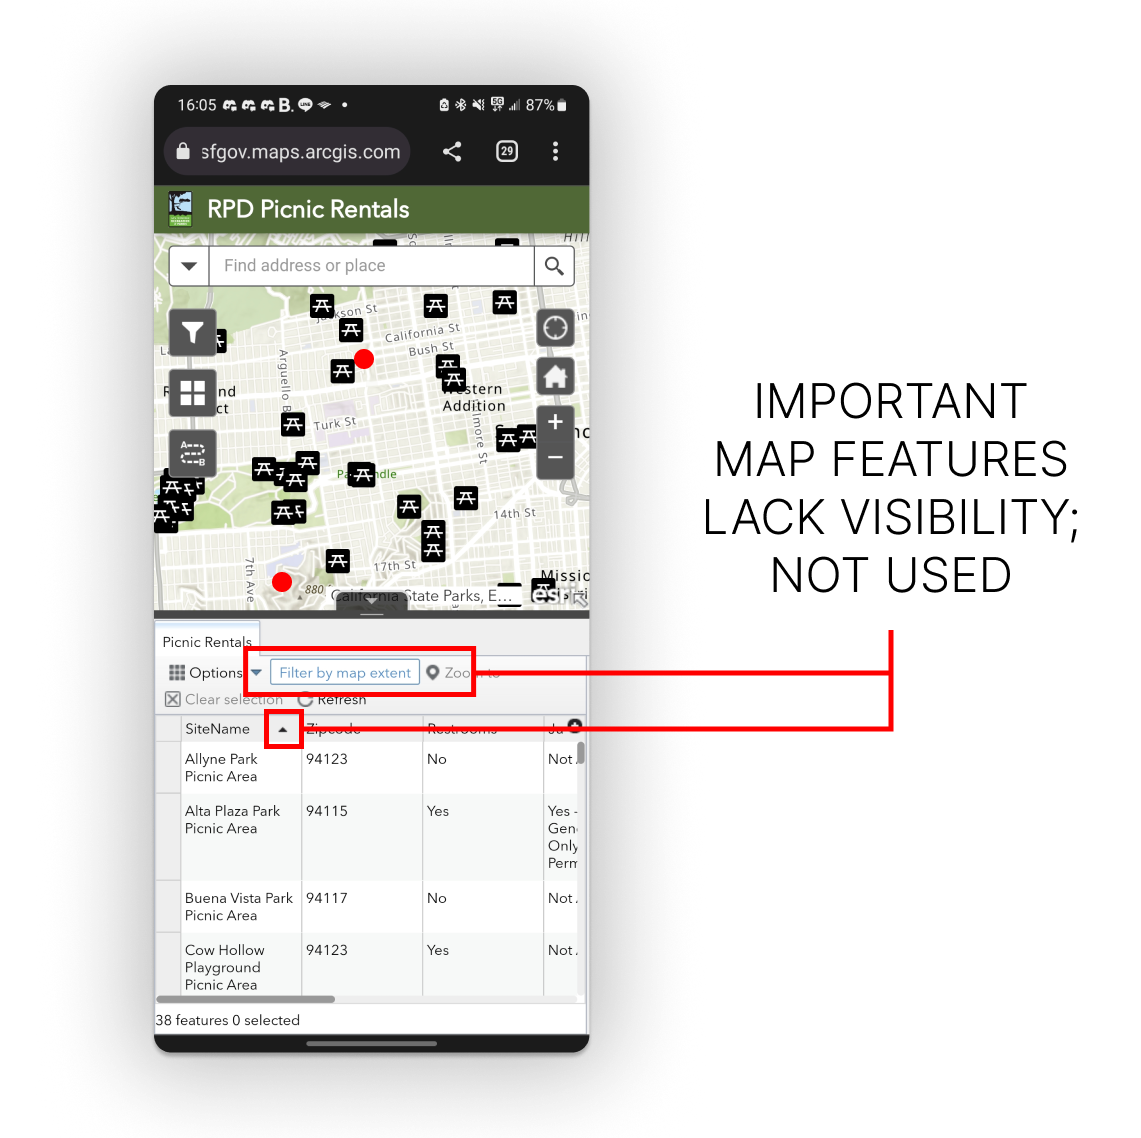 16:05 B. LINE 5G 87%
sfgov.maps.arcgis.com 29
RPD Picnic Rentals
Find address or place
Jackson St
California St
Bush St
Arguello B
Western
Addition
Turk St
Fillmore St
14th St
7th Ave
17th St
880
Missio
California State Parks, E...
esri
A
B
Picnic Rentals
Options Filter by map extent Zoom to
Clear selection Refresh
SiteName Zipcode Restrooms Ju
Allyne Park 94123 No Not
Picnic Area
Alta Plaza Park 94115 Yes Yes -
Picnic Area Gen
Only
Perm
Buena Vista Park 94117 No Not
Picnic Area
Cow Hollow 94123 Yes Not
Playground
Picnic Area
38 features 0 selected
IMPORTANT
MAP FEATURES
LACK VISIBILITY;
NOT USED